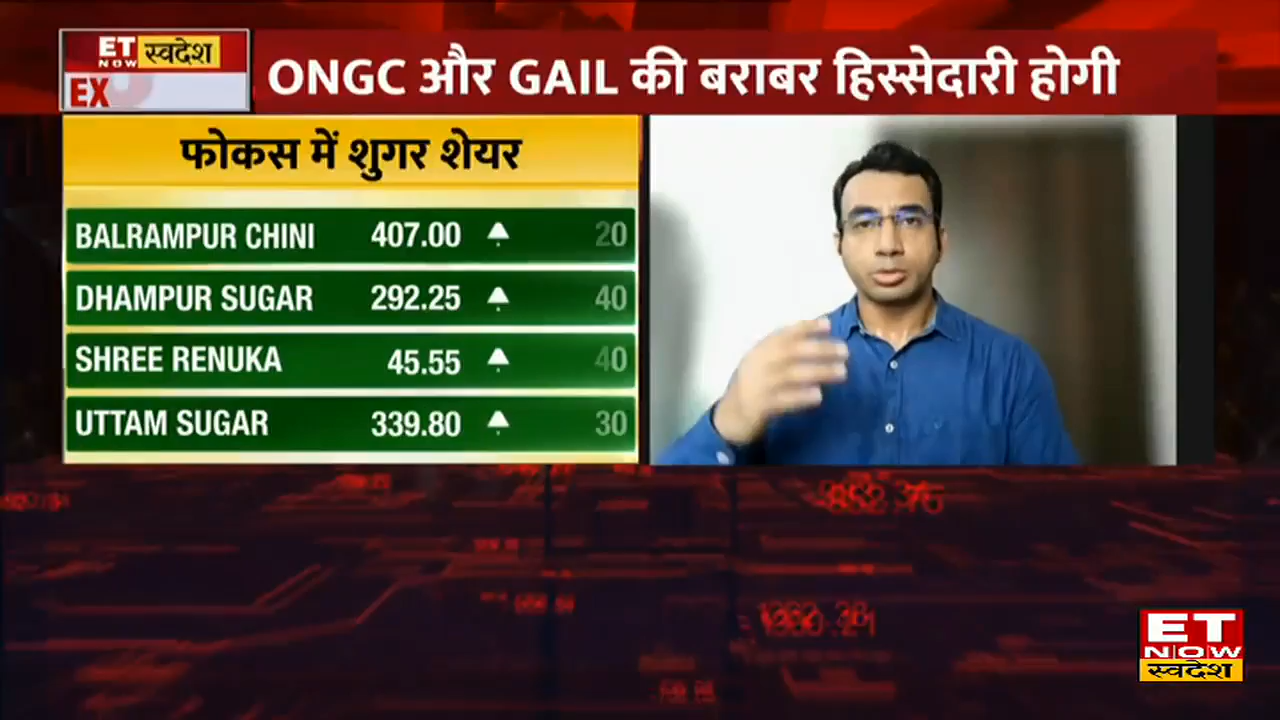 ET NOW स्वदेश
EX
ONGC और GAIL की बराबर हिस्सेदारी होगी
फोकस में शुगर शेयर
BALRAMPUR CHINI 407.00 20
DHAMPUR SUGAR 292.25 40
SHREE RENUKA 45.55 40
UTTAM SUGAR 339.80 30
ET
NOW
स्वदेश